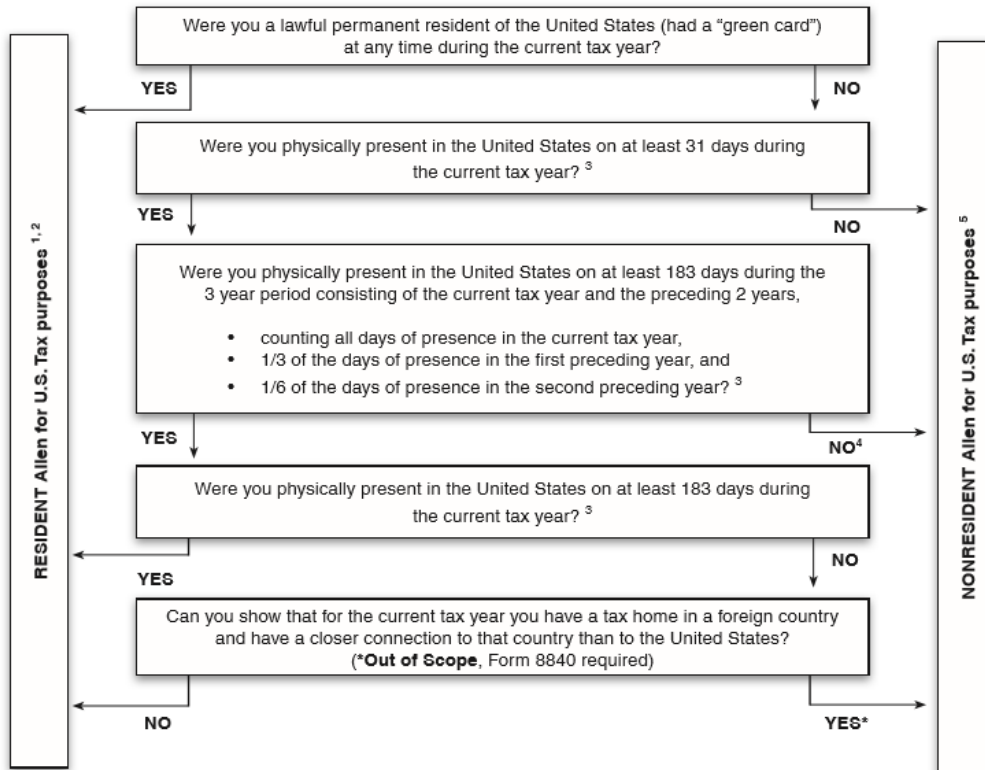 Were you a lawful permanent resident of the United States (had a “green card”)
at any time during the current tax year?
YES
NO
Were you physically present in the United States on at least 31 days during
the current tax year? ³
YES
NO
Were you physically present in the United States on at least 183 days during the
3 year period consisting of the current tax year and the preceding 2 years,
• counting all days of presence in the current tax year,
• 1/3 of the days of presence in the first preceding year, and
• 1/6 of the days of presence in the second preceding year? ³
YES
NO⁴
Were you physically present in the United States on at least 183 days during
the current tax year? ³
YES
NO
Can you show that for the current tax year you have a tax home in a foreign country
and have a closer connection to that country than to the United States?
(*Out of Scope, Form 8840 required)
NO
YES*
RESIDENT Allen for U.S. Tax purposes ¹˒ ²
NONRESIDENT Allen for U.S. Tax purposes ⁵